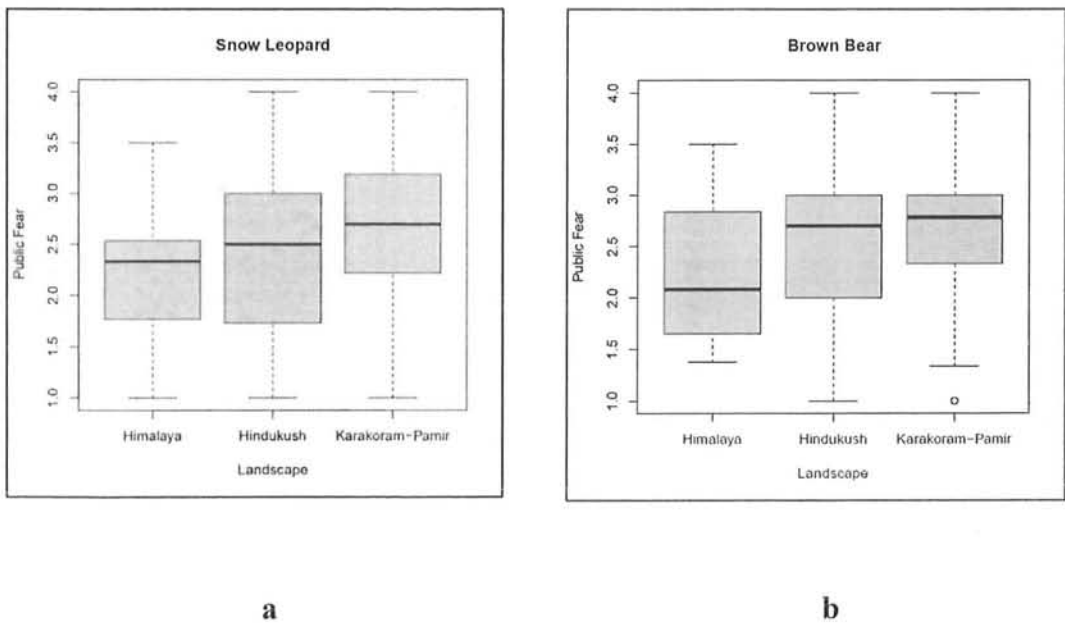 Snow Leopard
Public Fear
4.0
3.5
3.0
2.5
2.0
1.5
1.0
Himalaya
Hindukush
Karakoram-Pamir
Landscape
a
Brown Bear
Public Fear
4.0
3.5
3.0
2.5
2.0
1.5
1.0
Himalaya
Hindukush
Karakoram-Pamir
Landscape
b